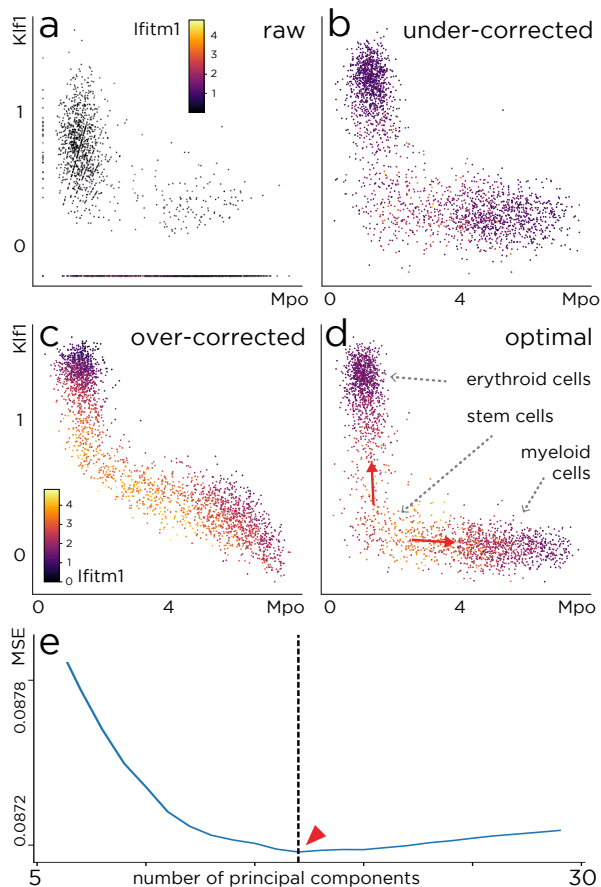 a
Ifitm1
4
3
2
1
raw
Klf1
1
0
Mpo
b
under-corrected
0
4
Mpo
c
over-corrected
Klf1
1
0
4
3
2
1
0
Ifitm1
0
4
Mpo
d
optimal
erythroid cells
stem cells
myeloid
cells
0
4
Mpo
e
MSE
0.0878
0.0872
5
number of principal components
30